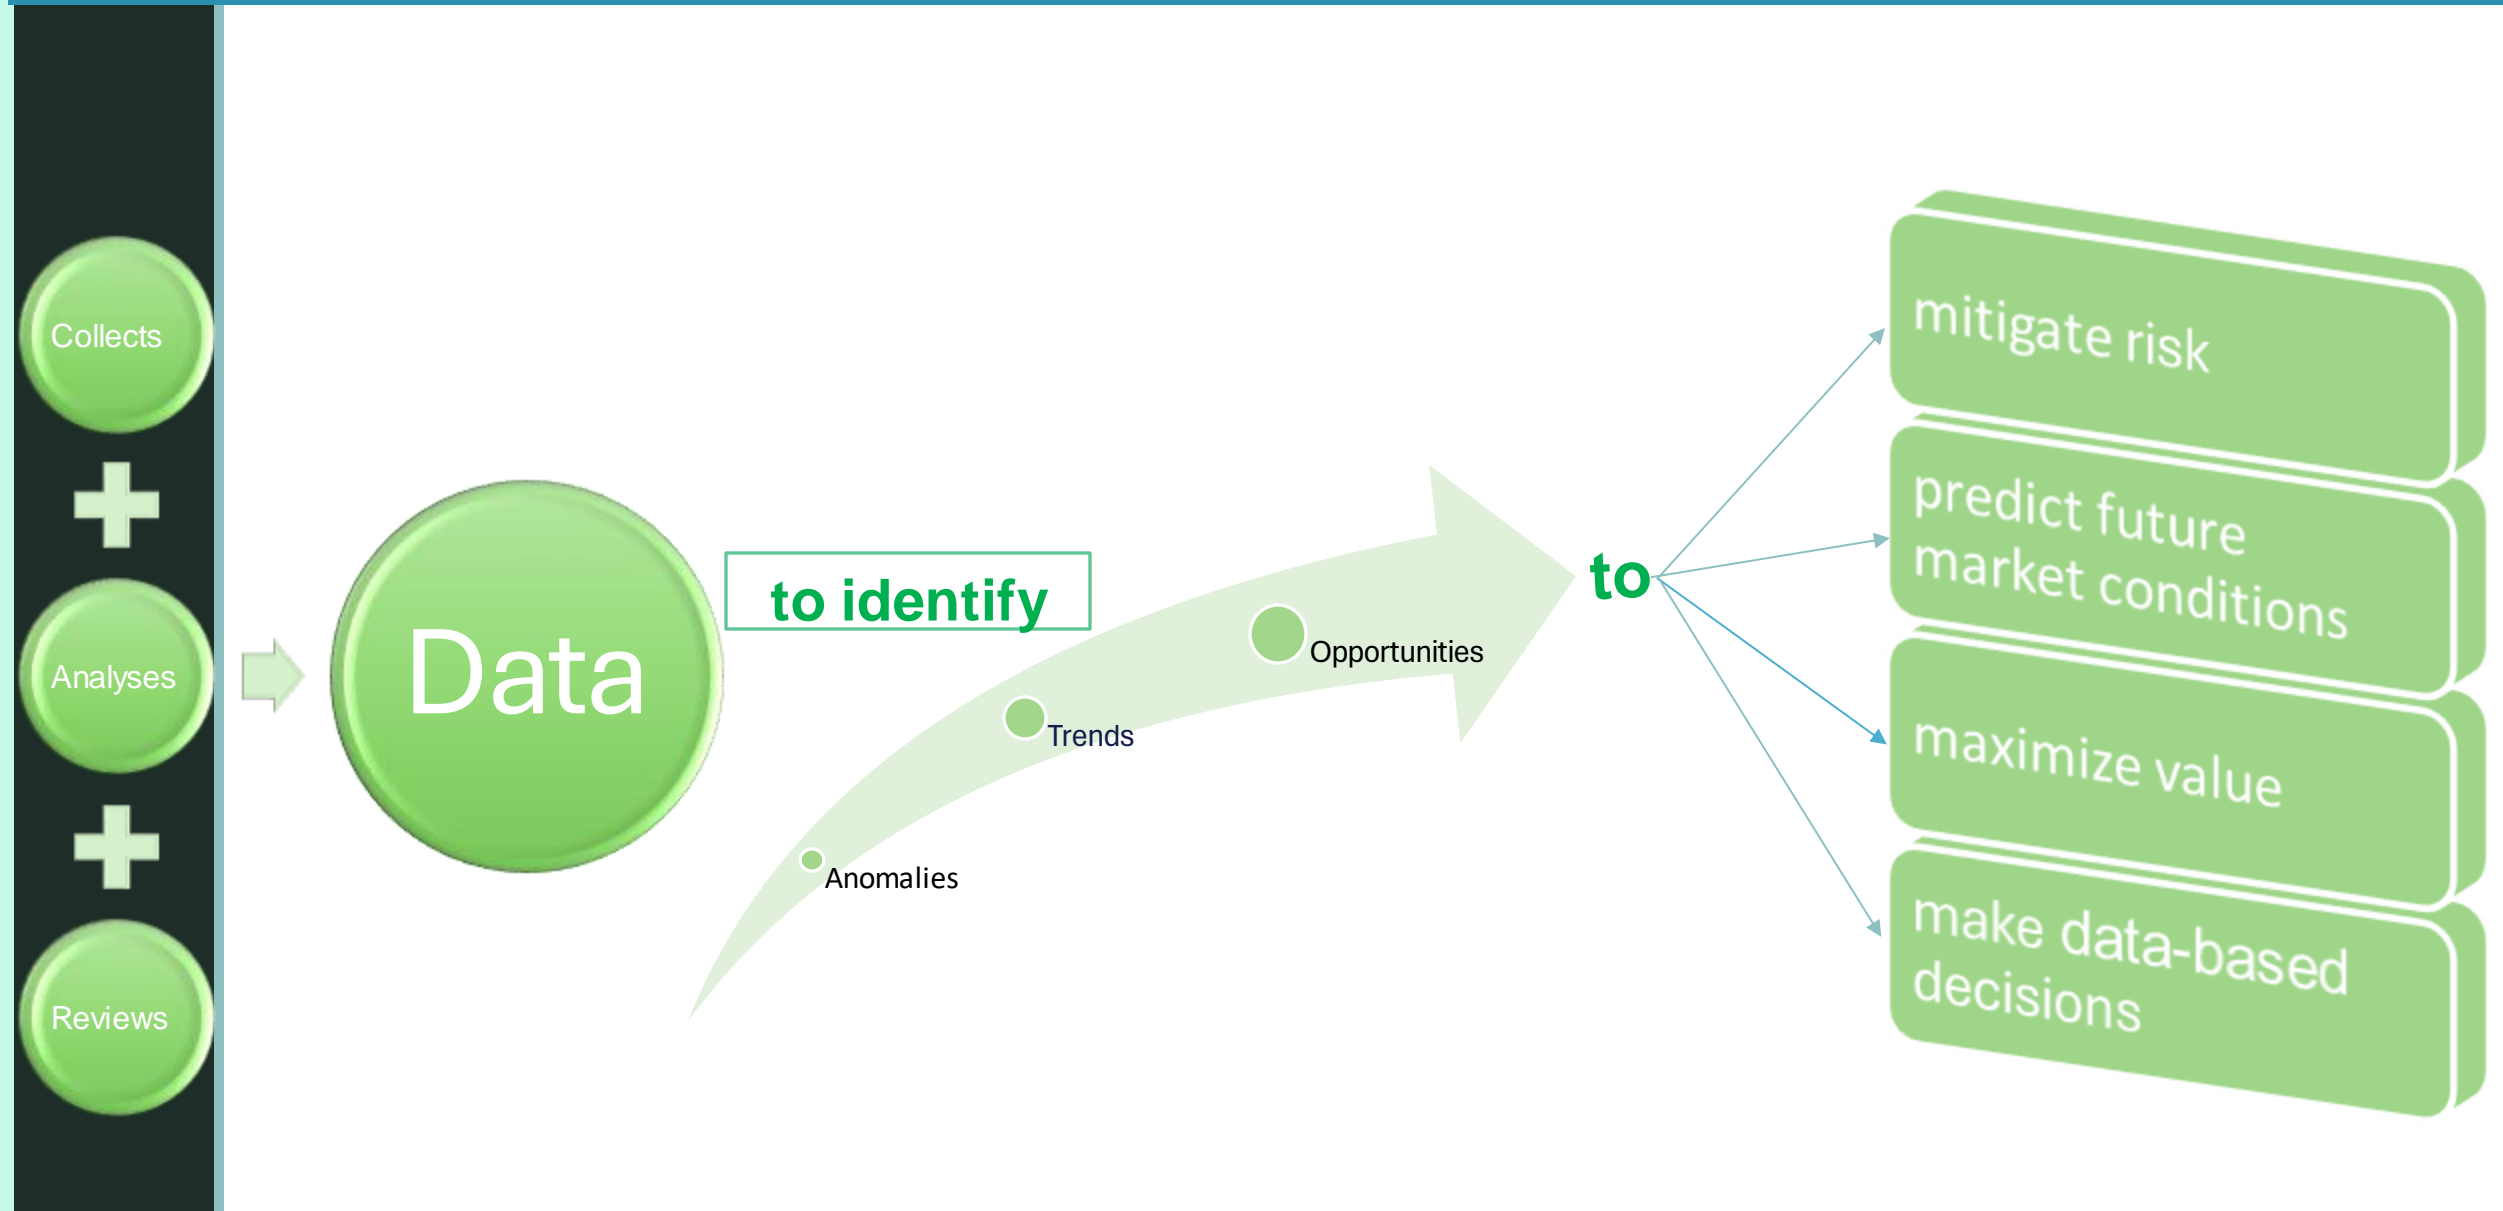 Collects
Analyses
Reviews
Data
to identify
Anomalies
Trends
Opportunities
to
mitigate risk
predict future
market conditions
maximize value
make data-based
decisions